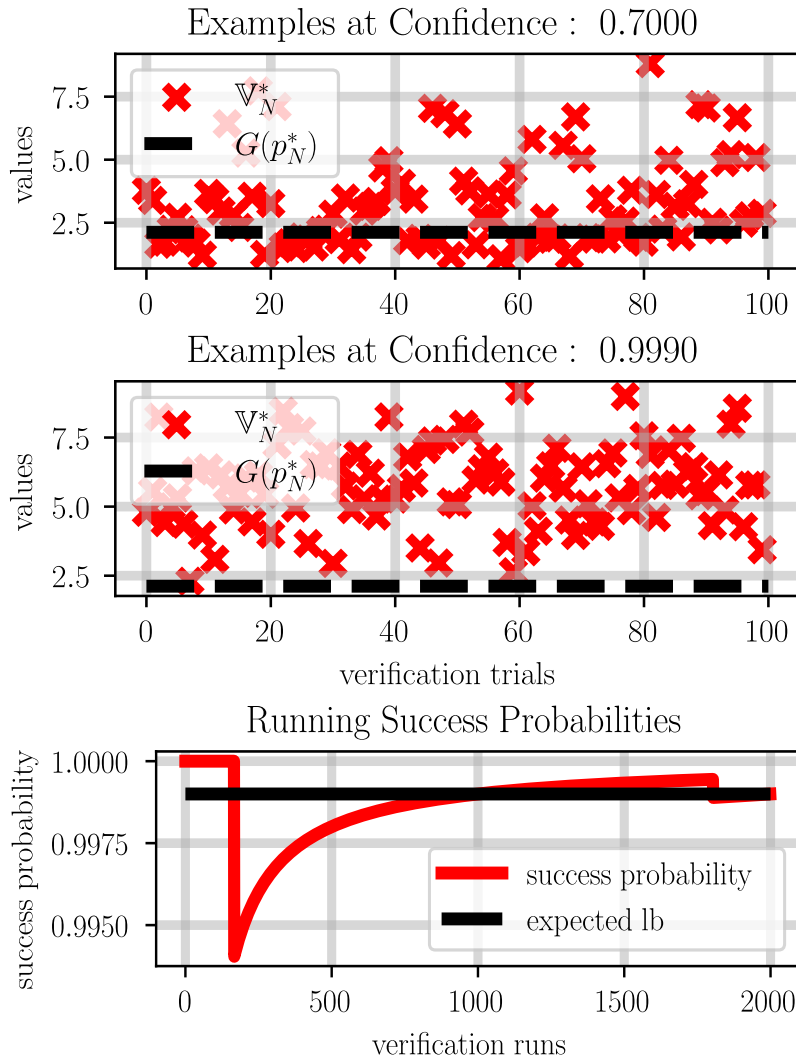 Examples at Confidence : 0.7000
values
7.5
5.0
2.5
𝕍*_N
G(p*_N)
0 20 40 60 80 100
Examples at Confidence : 0.9990
values
7.5
5.0
2.5
𝕍*_N
G(p*_N)
0 20 40 60 80 100
verification trials
Running Success Probabilities
success probability
1.0000
0.9975
0.9950
success probability
expected lb
0 500 1000 1500 2000
verification runs